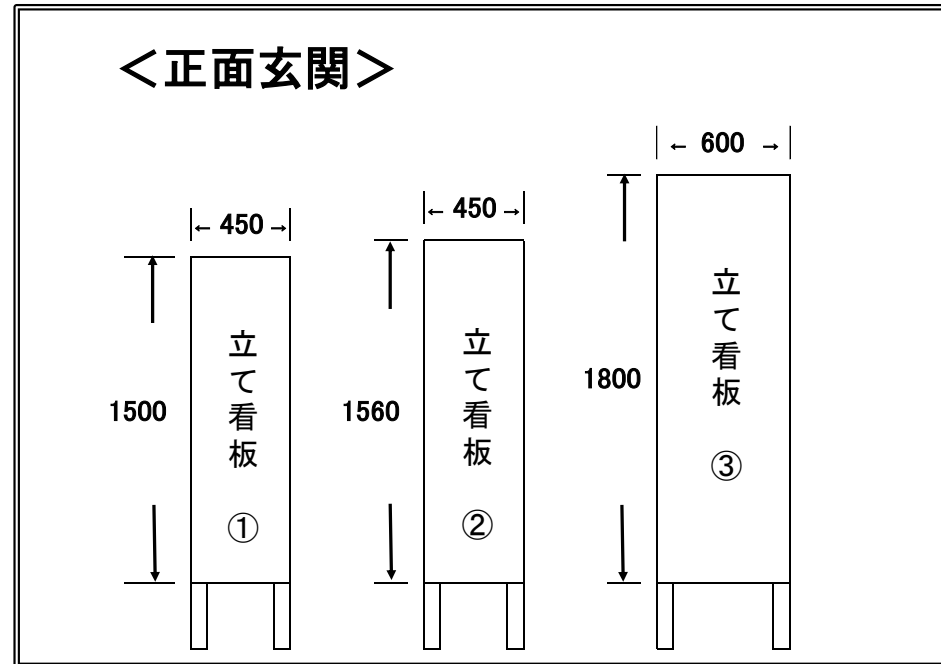 <正面玄関>
← 450 →
1500
立て看板 ①
← 450 →
1560
立て看板 ②
← 600 →
1800
立て看板 ③